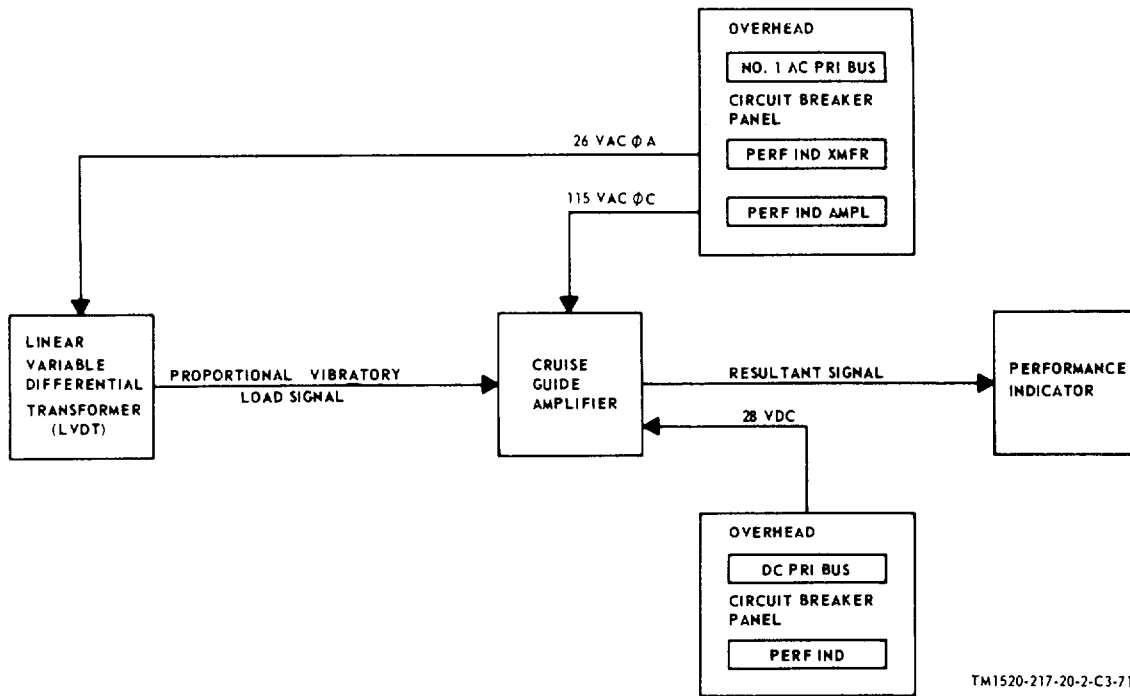 OVERHEAD
NO. 1 AC PRI BUS
CIRCUIT BREAKER
PANEL
PERF IND XMFR
PERF IND AMPL
26 VAC ΦA
115 VAC ΦC
LINEAR
VARIABLE
DIFFERENTIAL
TRANSFORMER
(LVDT)
PROPORTIONAL VIBRATORY
LOAD SIGNAL
CRUISE
GUIDE
AMPLIFIER
RESULTANT SIGNAL
28 VDC
PERFORMANCE
INDICATOR
OVERHEAD
DC PRI BUS
CIRCUIT BREAKER
PANEL
PERF IND
TM1520-217-20-2-C3-71